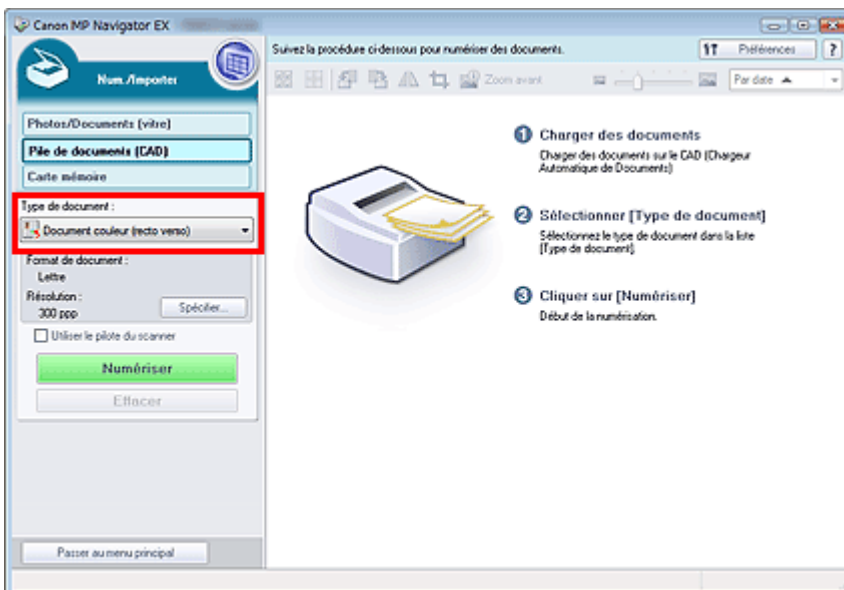 Canon MP Navigator EX
Num./Importer
Photos/Documents (vitre)
Pile de documents (CAD)
Carte mémoire
Type de document :
Document couleur (recto verso)
Format de document :
Lettre
Résolution :
300 ppp
Spécifier...
Utiliser le pilote du scanner
Numériser
Effacer
Passer au menu principal
Suivez la procédure ci-dessous pour numériser des documents.
Préférences
?
Zoom avant
Par date
1 Charger des documents
Charger des documents sur le CAD (Chargeur
Automatique de Documents)
2 Sélectionner [Type de document]
Sélectionnez le type de document dans la liste
[Type de document].
3 Cliquer sur [Numériser]
Début de la numérisation.